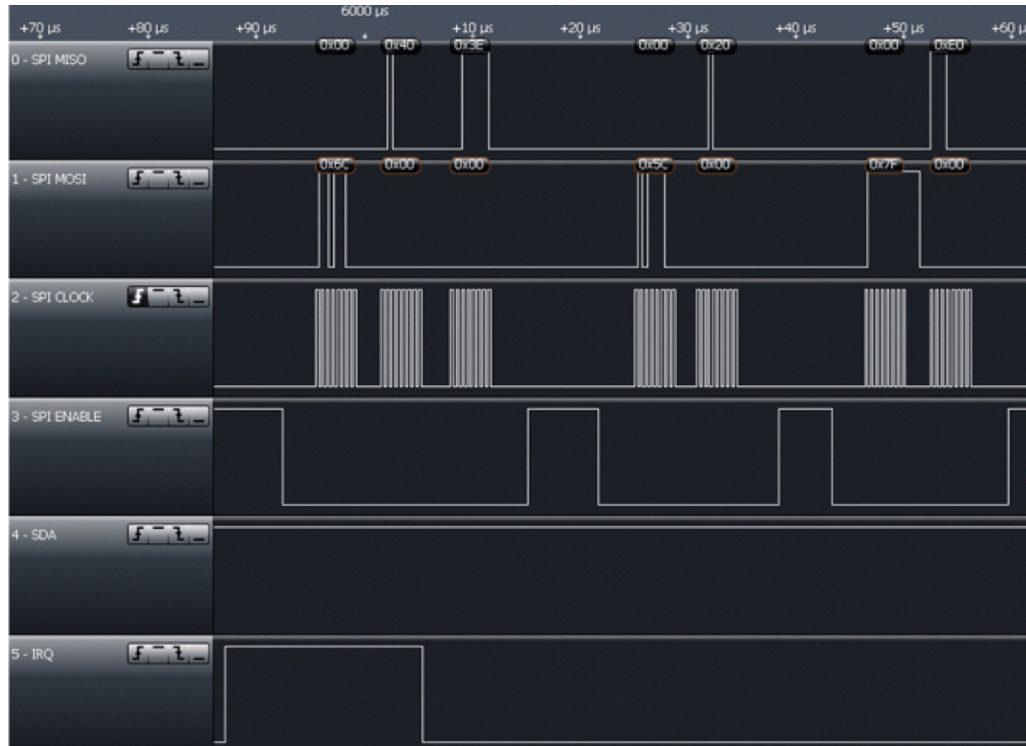 6000 µs
+70 µs +80 µs +90 µs +10 µs +20 µs +30 µs +40 µs +50 µs +60 µ
0 - SPI MISO 0x00 0x40 0x3E 0x00 0x20 0x00 0xE0
1 - SPI MOSI 0x6C 0x00 0x00 0x5C 0x00 0x7F 0x00
2 - SPI CLOCK
3 - SPI ENABLE
4 - SDA
5 - IRQ